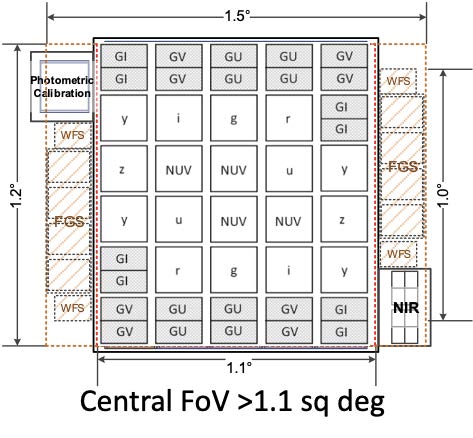 1.5°
GI GV GU GU GV
GI GV GU GU GV
Photometric
Calibration
WFS
GI
y i g r
GI
WFS
z NUV NUV u y
FGS
1.2°
1.0°
FGS
y u NUV NUV z
GI
r g i y
GI
WFS
WFS
GV GU GU GV GI
NIR
GV GU GU GV GI
1.1°
Central FoV >1.1 sq deg